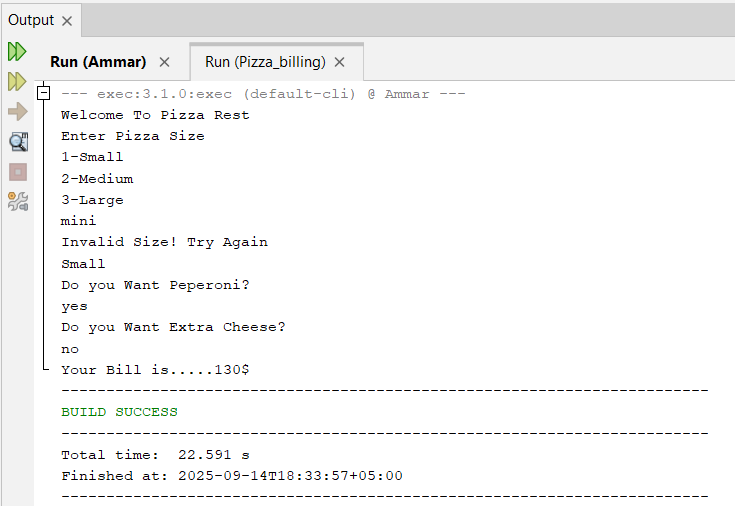 Output
Run (Ammar)
Run (Pizza_billing)
--- exec:3.1.0:exec (default-cli) @ Ammar ---
Welcome To Pizza Rest
Enter Pizza Size
1-Small
2-Medium
3-Large
mini
Invalid Size! Try Again
Small
Do you Want Peperoni?
yes
Do you Want Extra Cheese?
no
Your Bill is.....130$
------------------------------------------------------------------------
BUILD SUCCESS
------------------------------------------------------------------------
Total time:  22.591 s
Finished at: 2025-09-14T18:33:57+05:00
------------------------------------------------------------------------